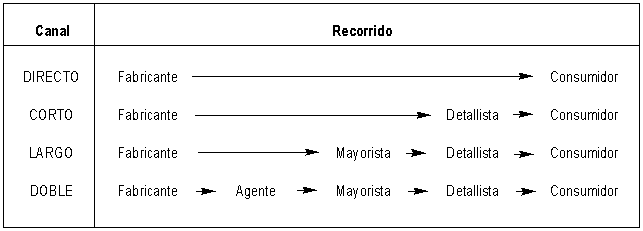 Canal Recorrido
DIRECTO Fabricante Consumidor
CORTO Fabricante Detallista Consumidor
LARGO Fabricante Mayorista Detallista Consumidor
DOBLE Fabricante Agente Mayorista Detallista Consumidor